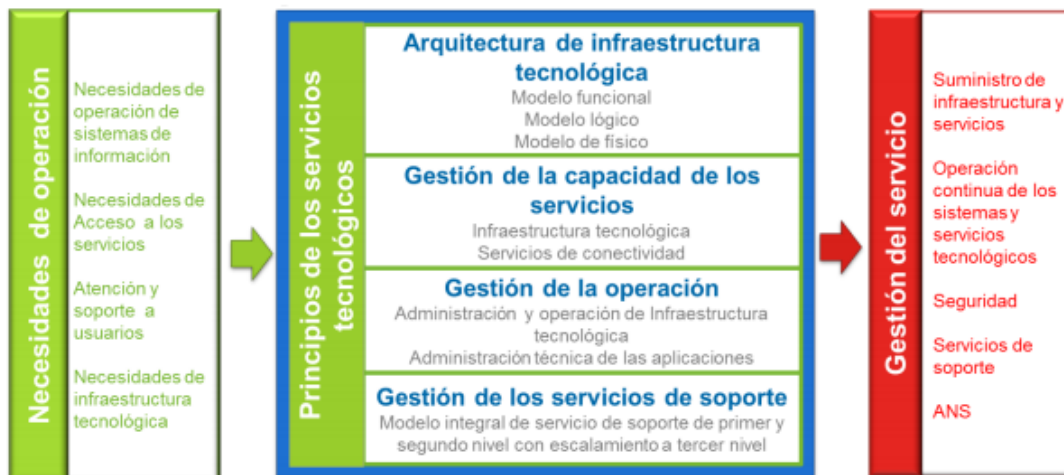 Necesidades de operación
Necesidades de
operación de
sistemas de
información
Necesidades de
Acceso a los
servicios
Atención y
soporte a
usuarios
Necesidades de
infraestructura
tecnológica
Principios de los servicios
tecnológicos
Arquitectura de infraestructura
tecnológica
Modelo funcional
Modelo lógico
Modelo de físico
Gestión de la capacidad de los
servicios
Infraestructura tecnológica
Servicios de conectividad
Gestión de la operación
Administración y operación de Infraestructura
tecnológica
Administración técnica de las aplicaciones
Gestión de los servicios de soporte
Modelo integral de servicio de soporte de primer y
segundo nivel con escalamiento a tercer nivel
Gestión del servicio
Suministro de
infraestructura y
servicios
Operación
continua de los
sistemas y
servicios
tecnológicos
Seguridad
Servicios de
soporte
ANS